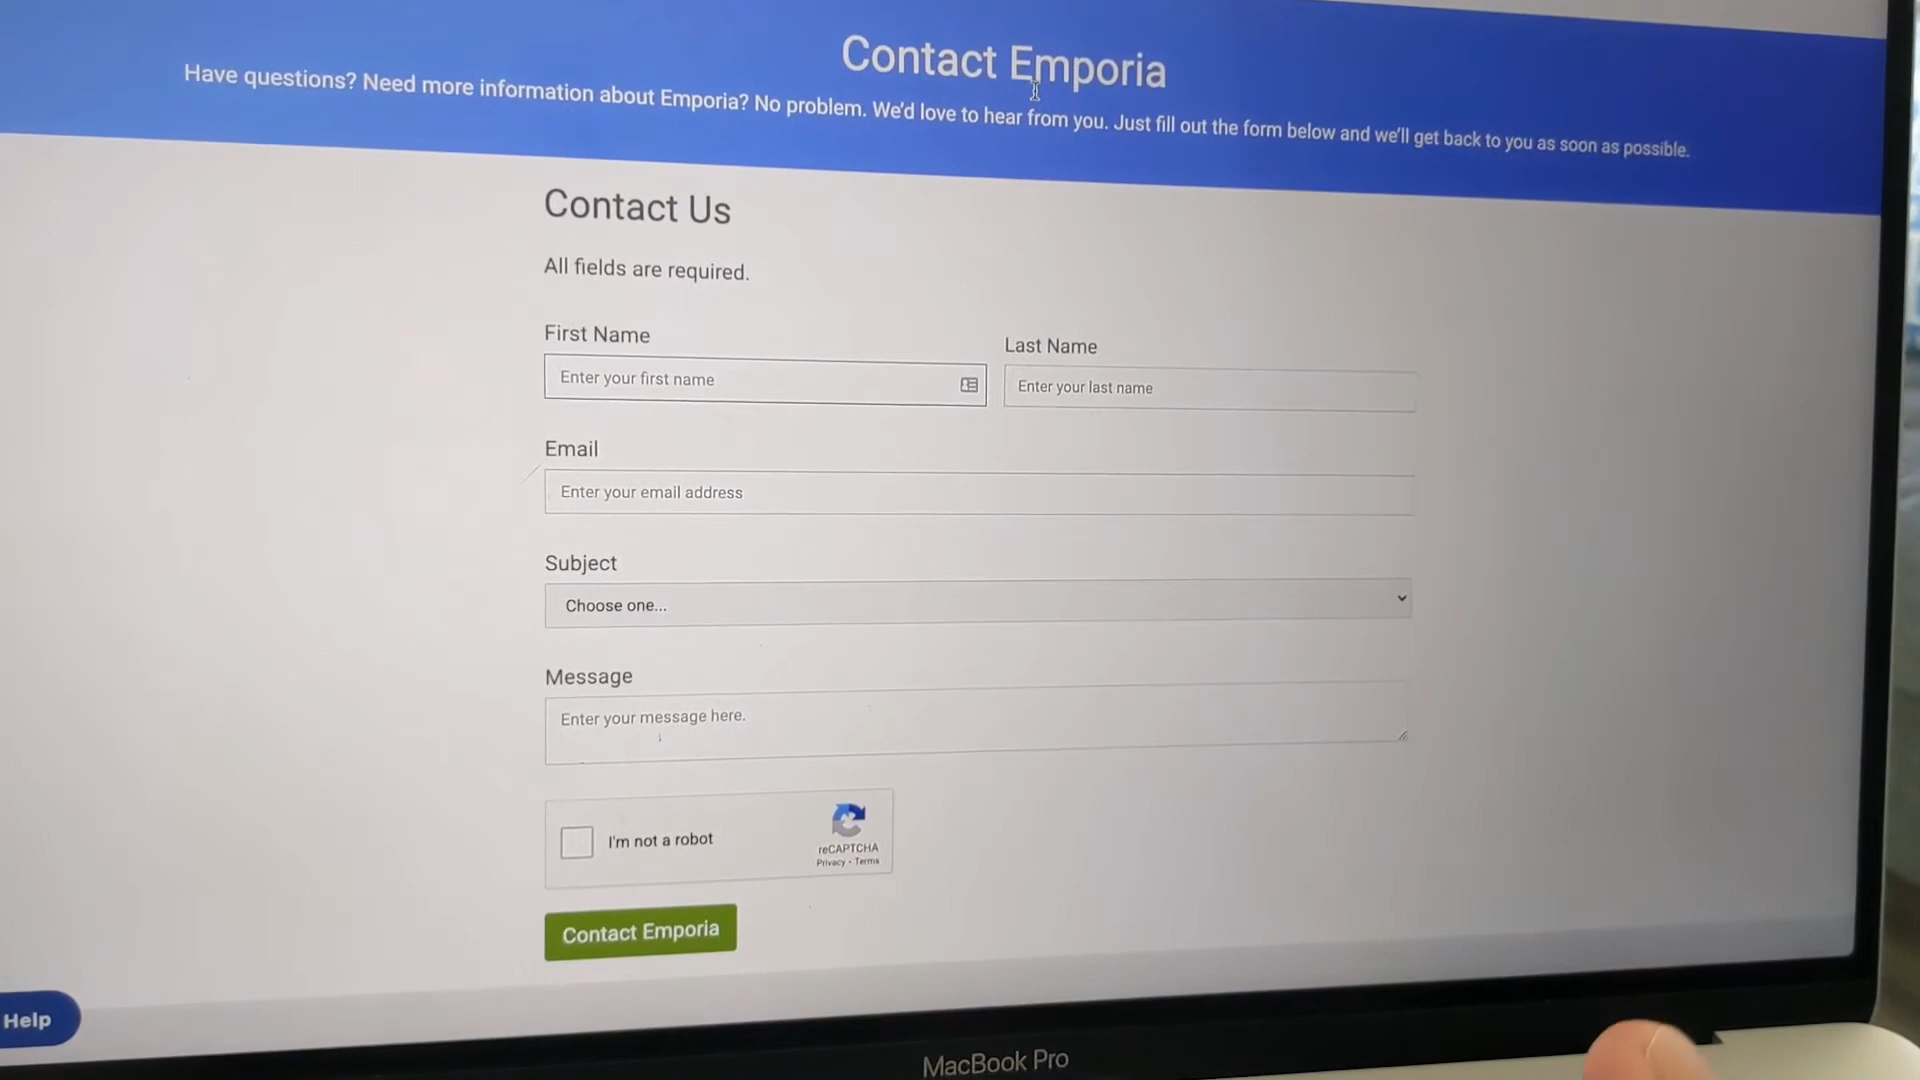 Contact Emporia
Have questions? Need more information about Emporia? No problem. We'd love to hear from you. Just fill out the form below and we'll get back to you as soon as possible.
Contact Us
All fields are required.
First Name
Last Name
Enter your first name
Enter your last name
Email
Enter your email address
Subject
Choose one...
Message
Enter your message here.
I'm not a robot
reCAPTCHA
Privacy - Terms
Contact Emporia
Help
MacBook Pro